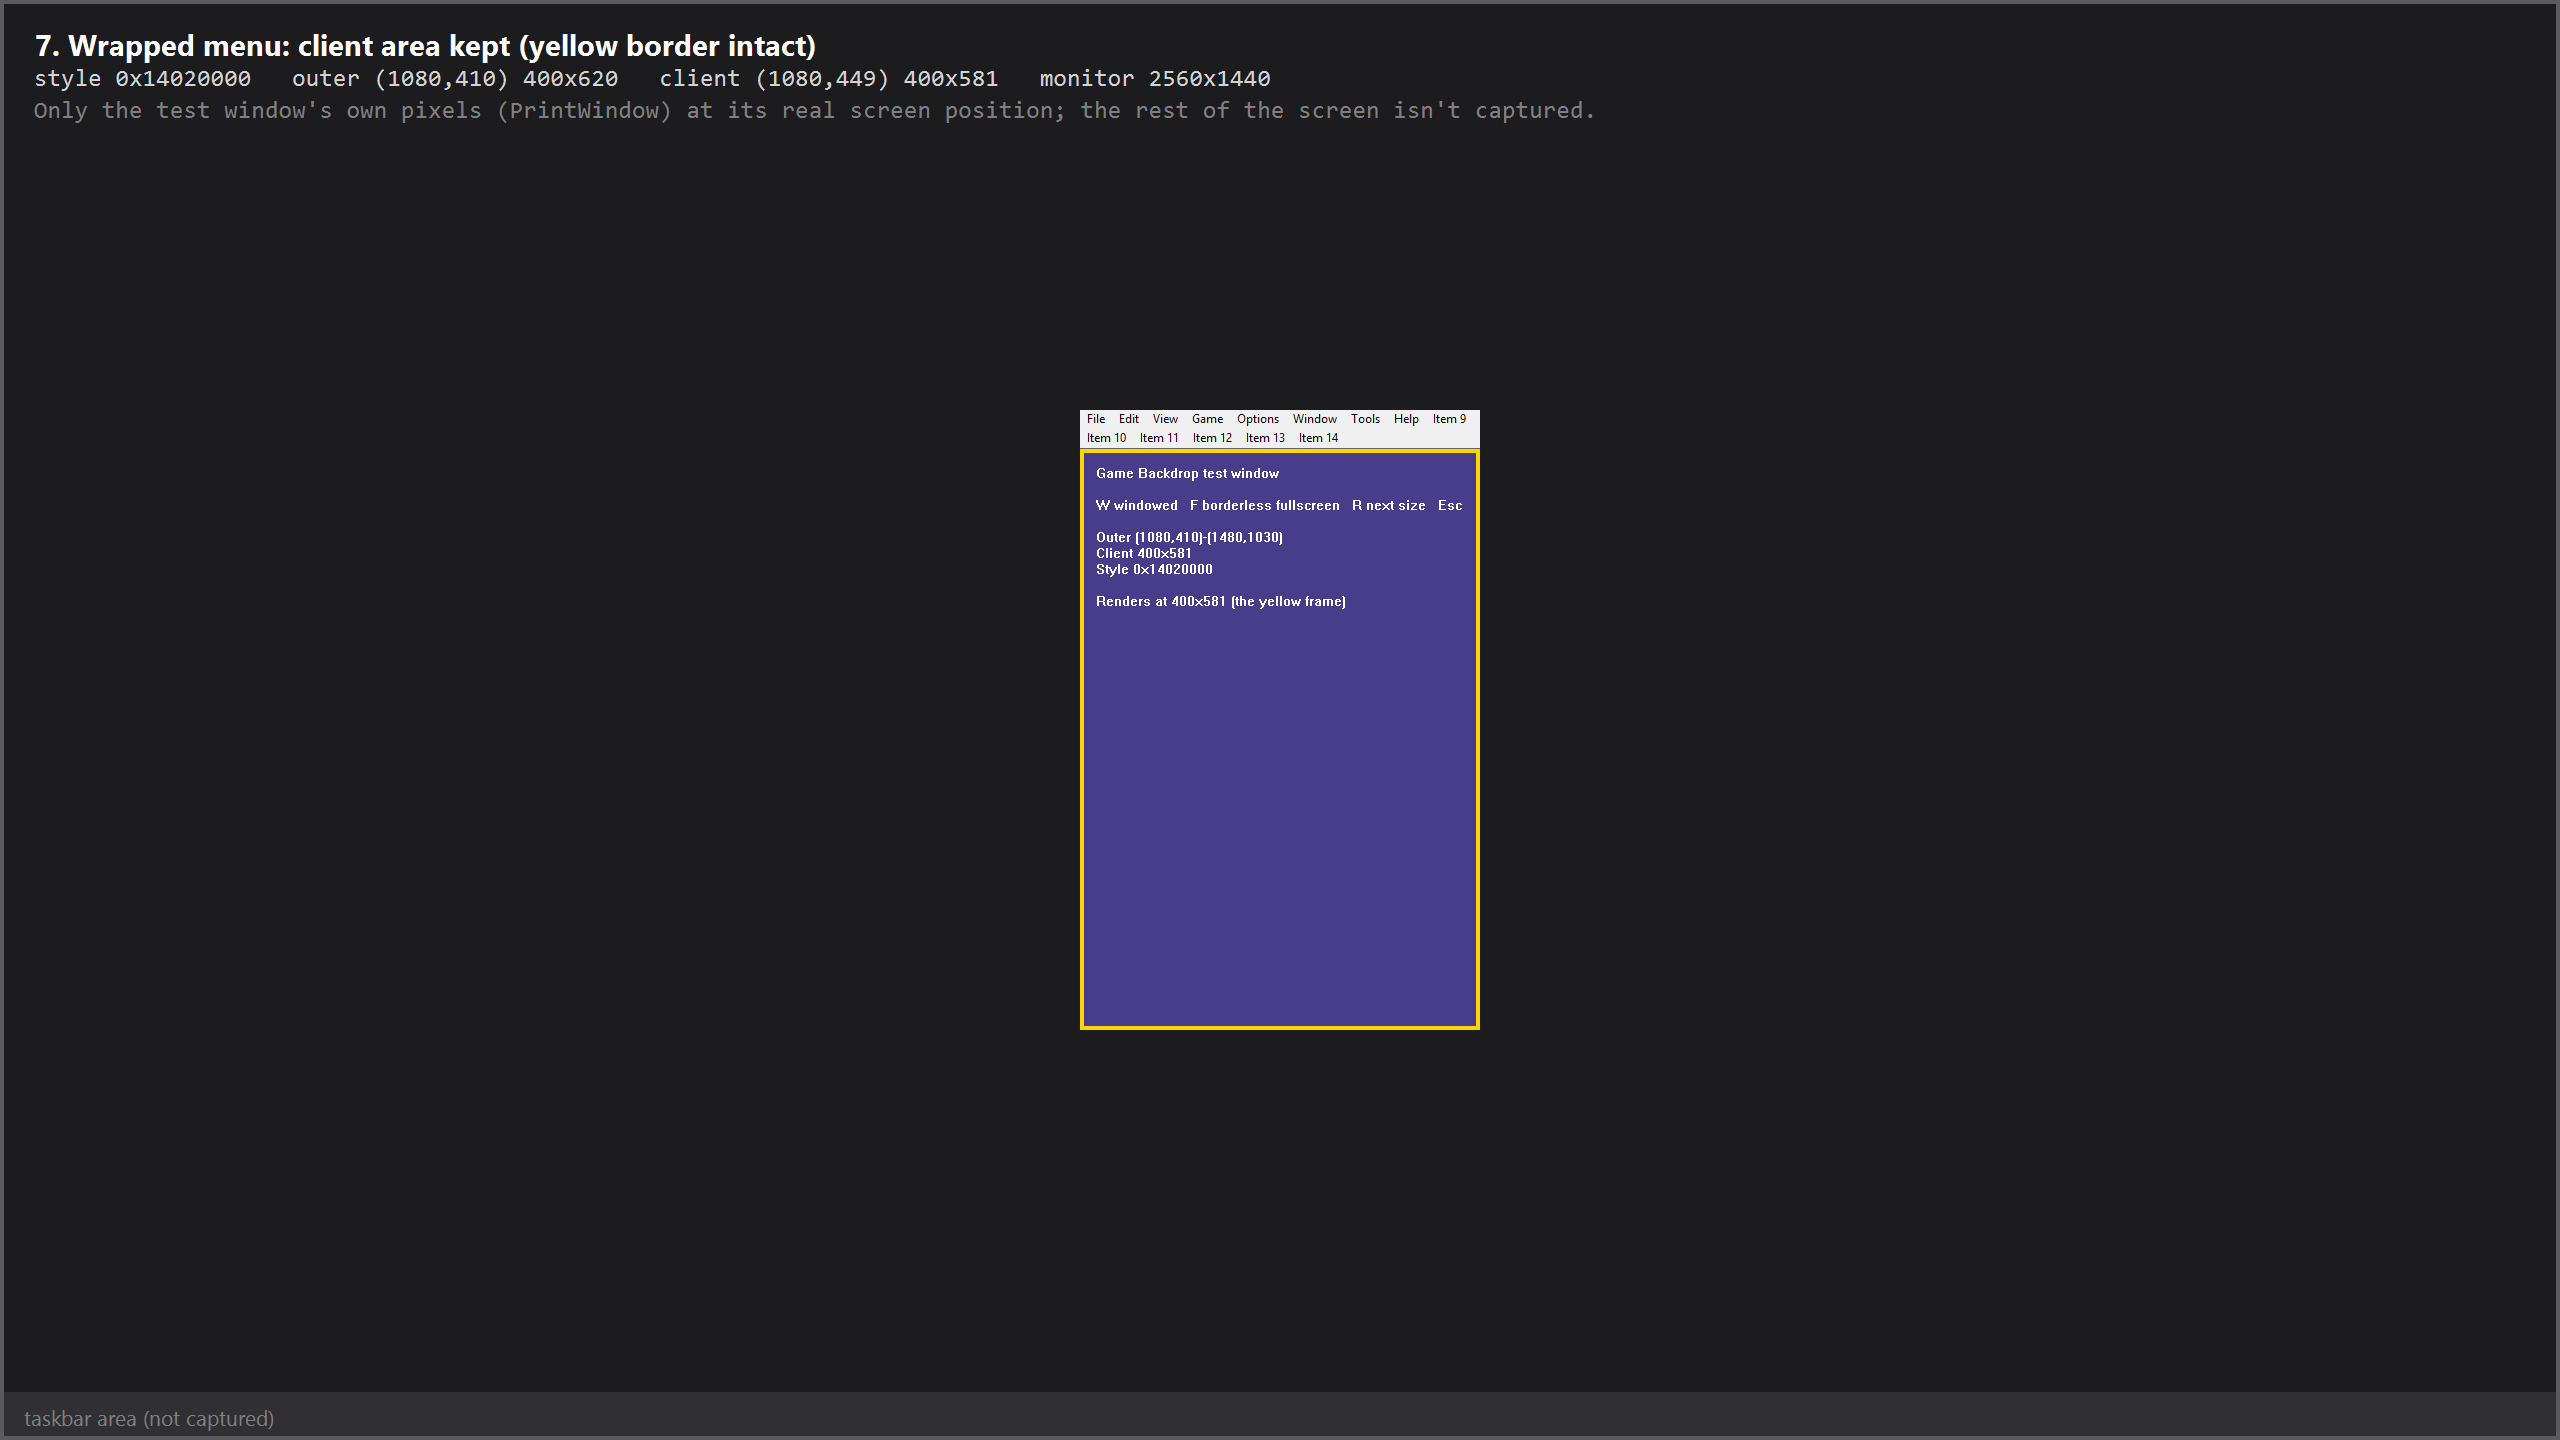 7. Wrapped menu: client area kept (yellow border intact)
style 0x14020000   outer (1080,410) 400x620   client (1080,449) 400x581   monitor 2560x1440
Only the test window's own pixels (PrintWindow) at its real screen position; the rest of the screen isn't captured.
File Edit View Game Options Window Tools Help Item 9
Item 10 Item 11 Item 12 Item 13 Item 14
Game Backdrop test window
W windowed   F borderless fullscreen   R next size   Esc
Outer (1080,410)-(1480,1030)
Client 400x581
Style 0x14020000
Renders at 400x581 (the yellow frame)
taskbar area (not captured)